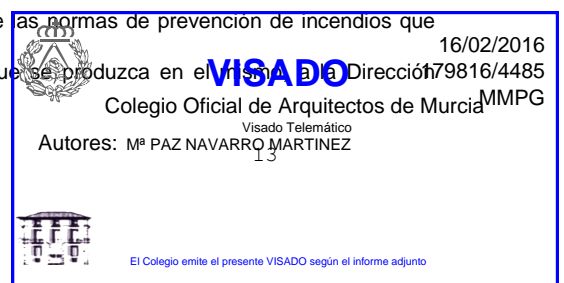 e las normas de prevención de incendios que
16/02/2016
ue se produzca en el mismo, a la Dirección
VISADO
179816/4485
Colegio Oficial de Arquitectos de Murcia
MMPG
Visado Telemático
Autores: Mª PAZ NAVARRO MARTINEZ
13
El Colegio emite el presente VISADO según el informe adjunto